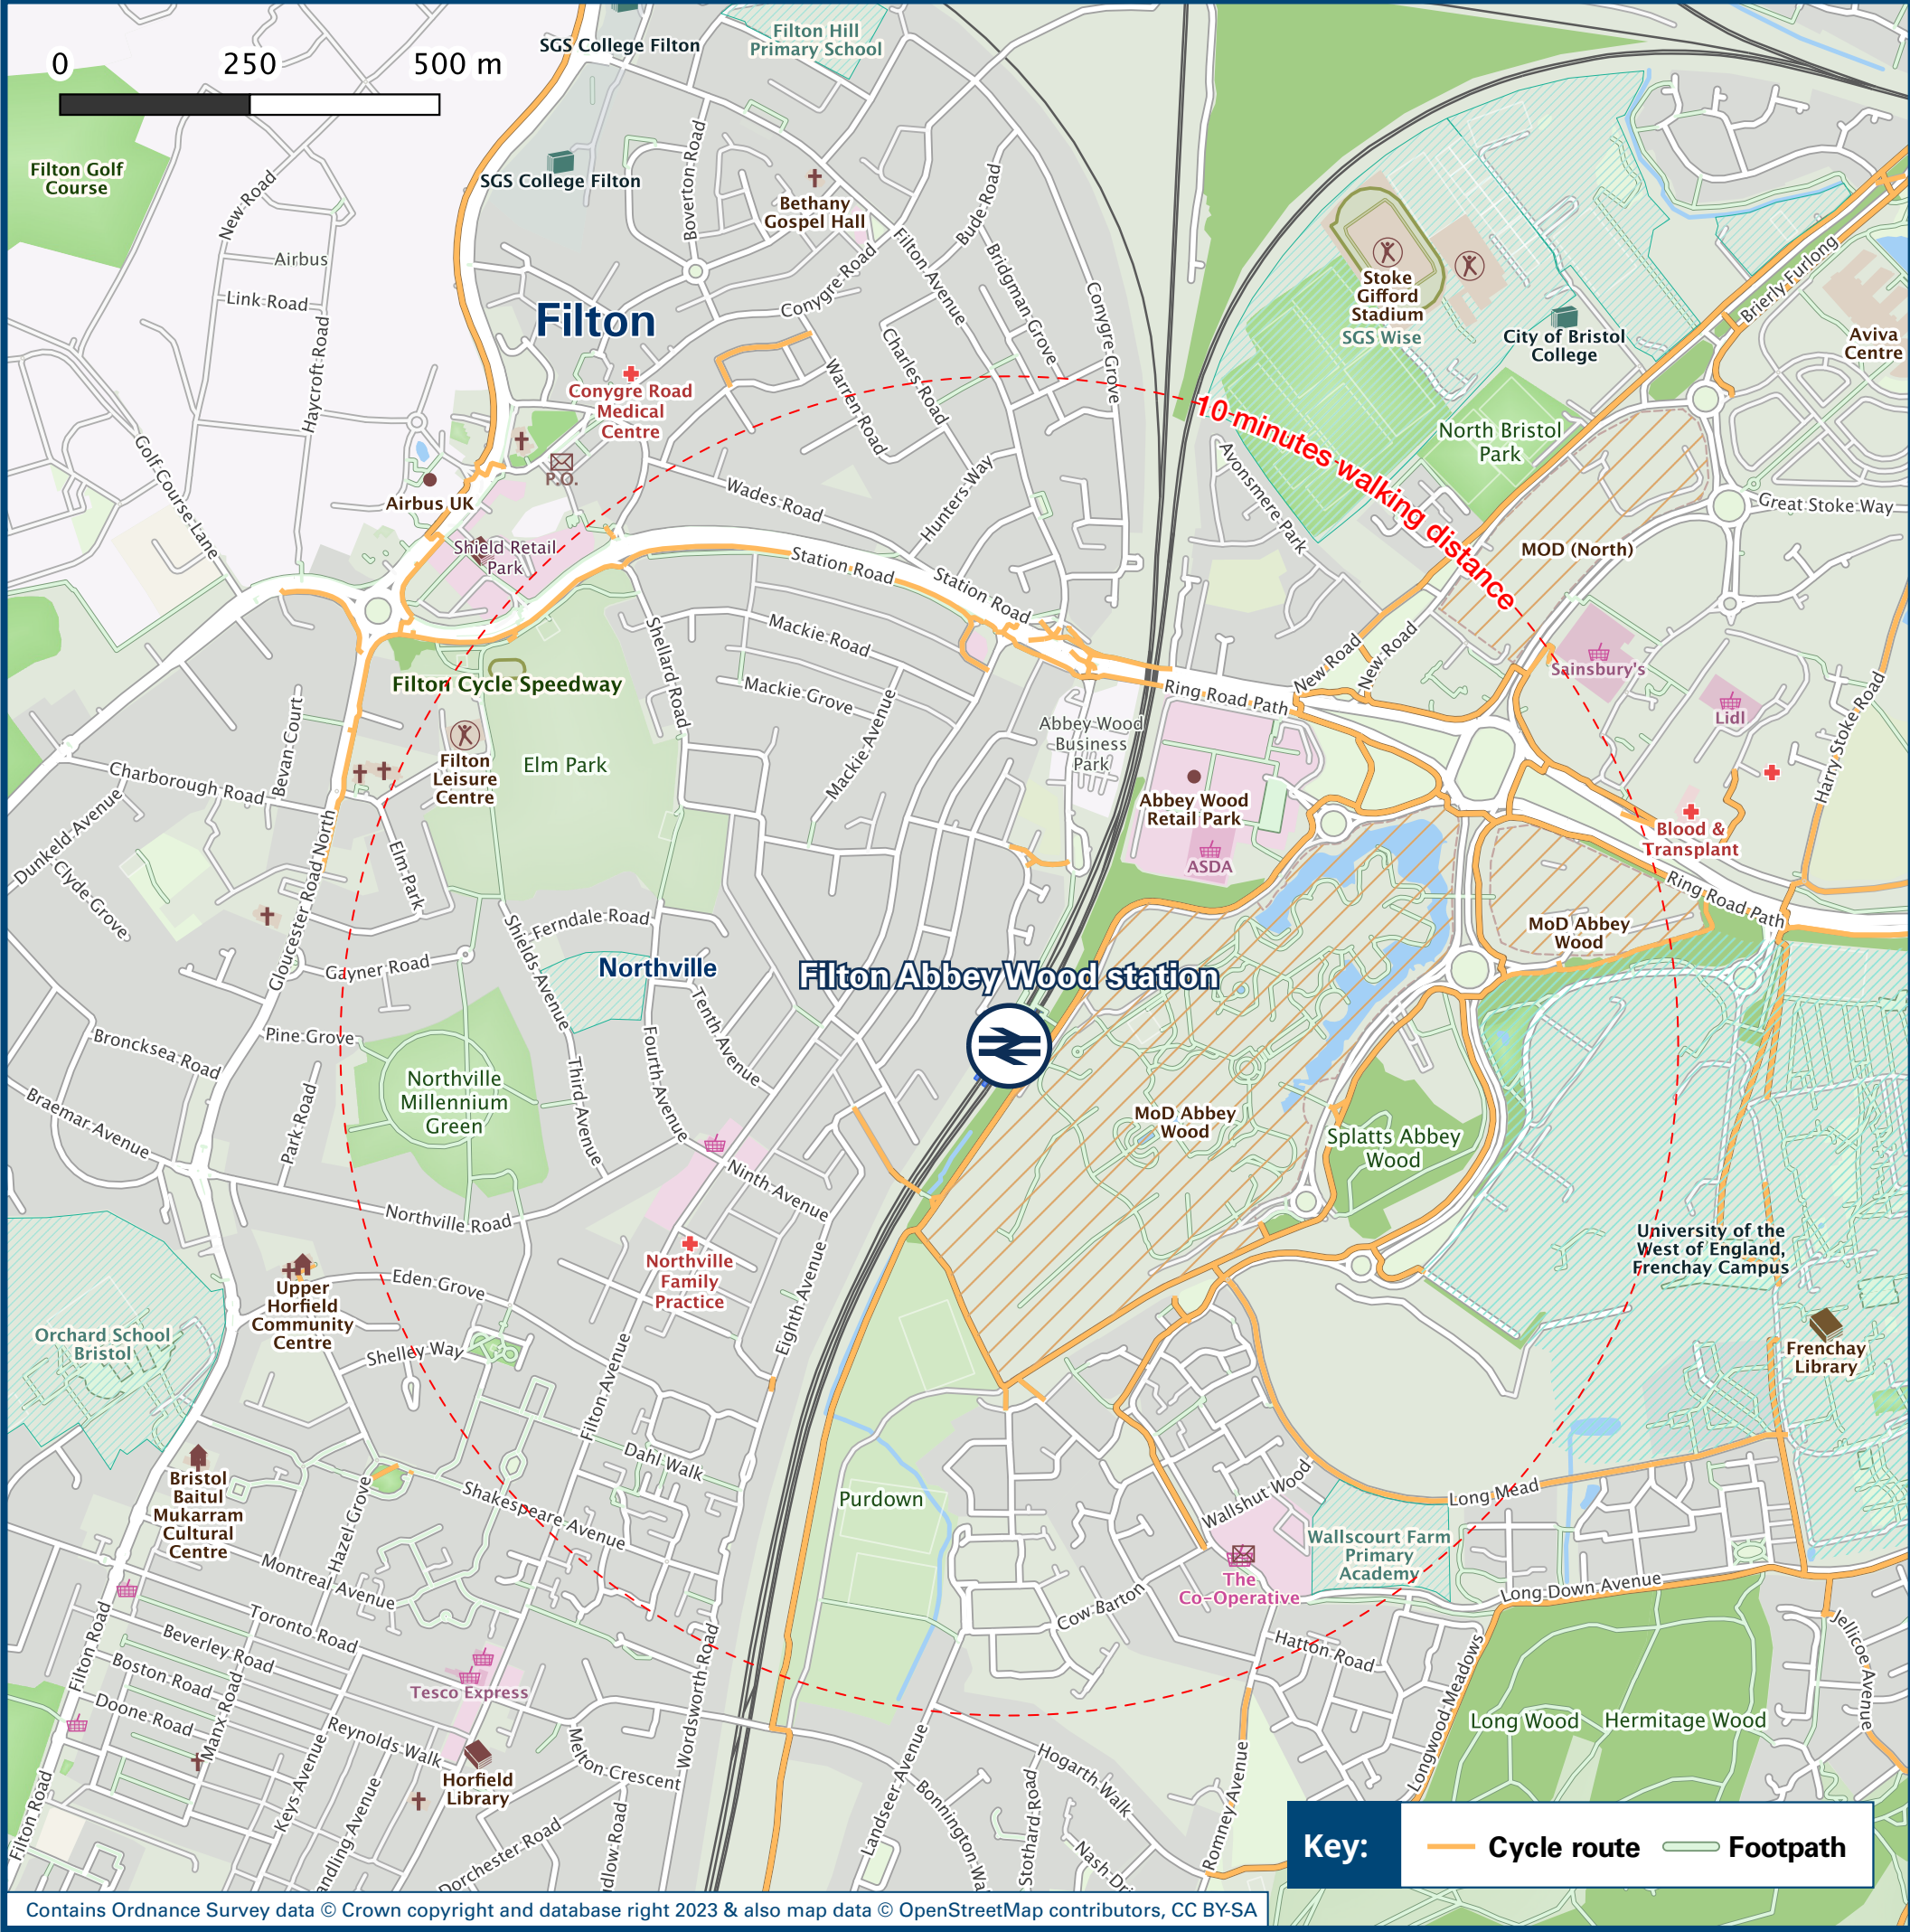 0 250 500 m
SGS College Filton
Filton Hill
Primary School
Filton Golf
Course
SGS College Filton
Boverton Road
Bethany
Gospel Hall
New Road
Airbus
Link Road
Haycroft Road
Filton
Conygre Road
Filton Avenue
Bude Road
Bridgman Grove
Conygre Grove
Stoke
Gifford
Stadium
SGS Wise
City of Bristol
College
Brierly Furlong
Aviva
Centre
Conygre Road
Medical
Centre
Charles Road
Warren Road
10 minutes walking distance
North Bristol
Park
Golf Course Lane
P.O.
Airbus UK
Wades Road
Hunters Way
Avonsmere Park
Great Stoke Way
MOD (North)
Shield Retail
Park
Station Road
Station Road
Shellard Road
Mackie Road
Mackie Grove
Mackie Avenue
Filton Cycle Speedway
Ring Road Path
New Road
New Road
Sainsbury's
Lidl
Harry Stoke Road
Bevan Court
Charborough Road
Filton
Leisure
Centre
Elm Park
Abbey Wood
Business
Park
Abbey Wood
Retail Park
ASDA
Blood &
Transplant
Ring Road Path
Dunkeld Avenue
Clyde Grove
Elm Park
Gloucester Road North
Ferndale Road
Shields Avenue
MoD Abbey
Wood
Gayner Road
Northville
Filton Abbey Wood station
Tenth Avenue
Pine Grove
Broncksea Road
Northville
Millennium
Green
Third Avenue
Fourth Avenue
Braemar Avenue
Park Road
MoD Abbey
Wood
Splatts Abbey
Wood
Ninth Avenue
Northville Road
Northville
Family
Practice
Eighth Avenue
University of the
West of England,
Frenchay Campus
Upper
Horfield
Community
Centre
Eden Grove
Shelley Way
Orchard School
Bristol
Frenchay
Library
Filton Avenue
Dahl Walk
Bristol
Baitul
Mukarram
Cultural
Centre
Hazel Grove
Shakespeare Avenue
Purdown
Wallshut Wood
Long Mead
Wallscourt Farm
Primary
Academy
The
Co-Operative
Cow Barton
Long Down Avenue
Montreal Avenue
Toronto Road
Beverley Road
Boston Road
Doone Road
Filton Road
Manx Road
Tesco Express
Wordsworth Road
Hatton Road
Longwood Meadows
Jellicoe Avenue
Long Wood
Hermitage Wood
Reynolds Walk
Keys Avenue
Horfield
Library
Melton Crescent
Landseer Avenue
Hogarth Walk
Bonnington Wa
Stothard Road
Nash Dri
Romney Avenue
Filton Road
andling Avenue
Dorchester Road
udlow Road
Key: Cycle route Footpath
Contains Ordnance Survey data © Crown copyright and database right 2023 & also map data © OpenStreetMap contributors, CC BY-SA